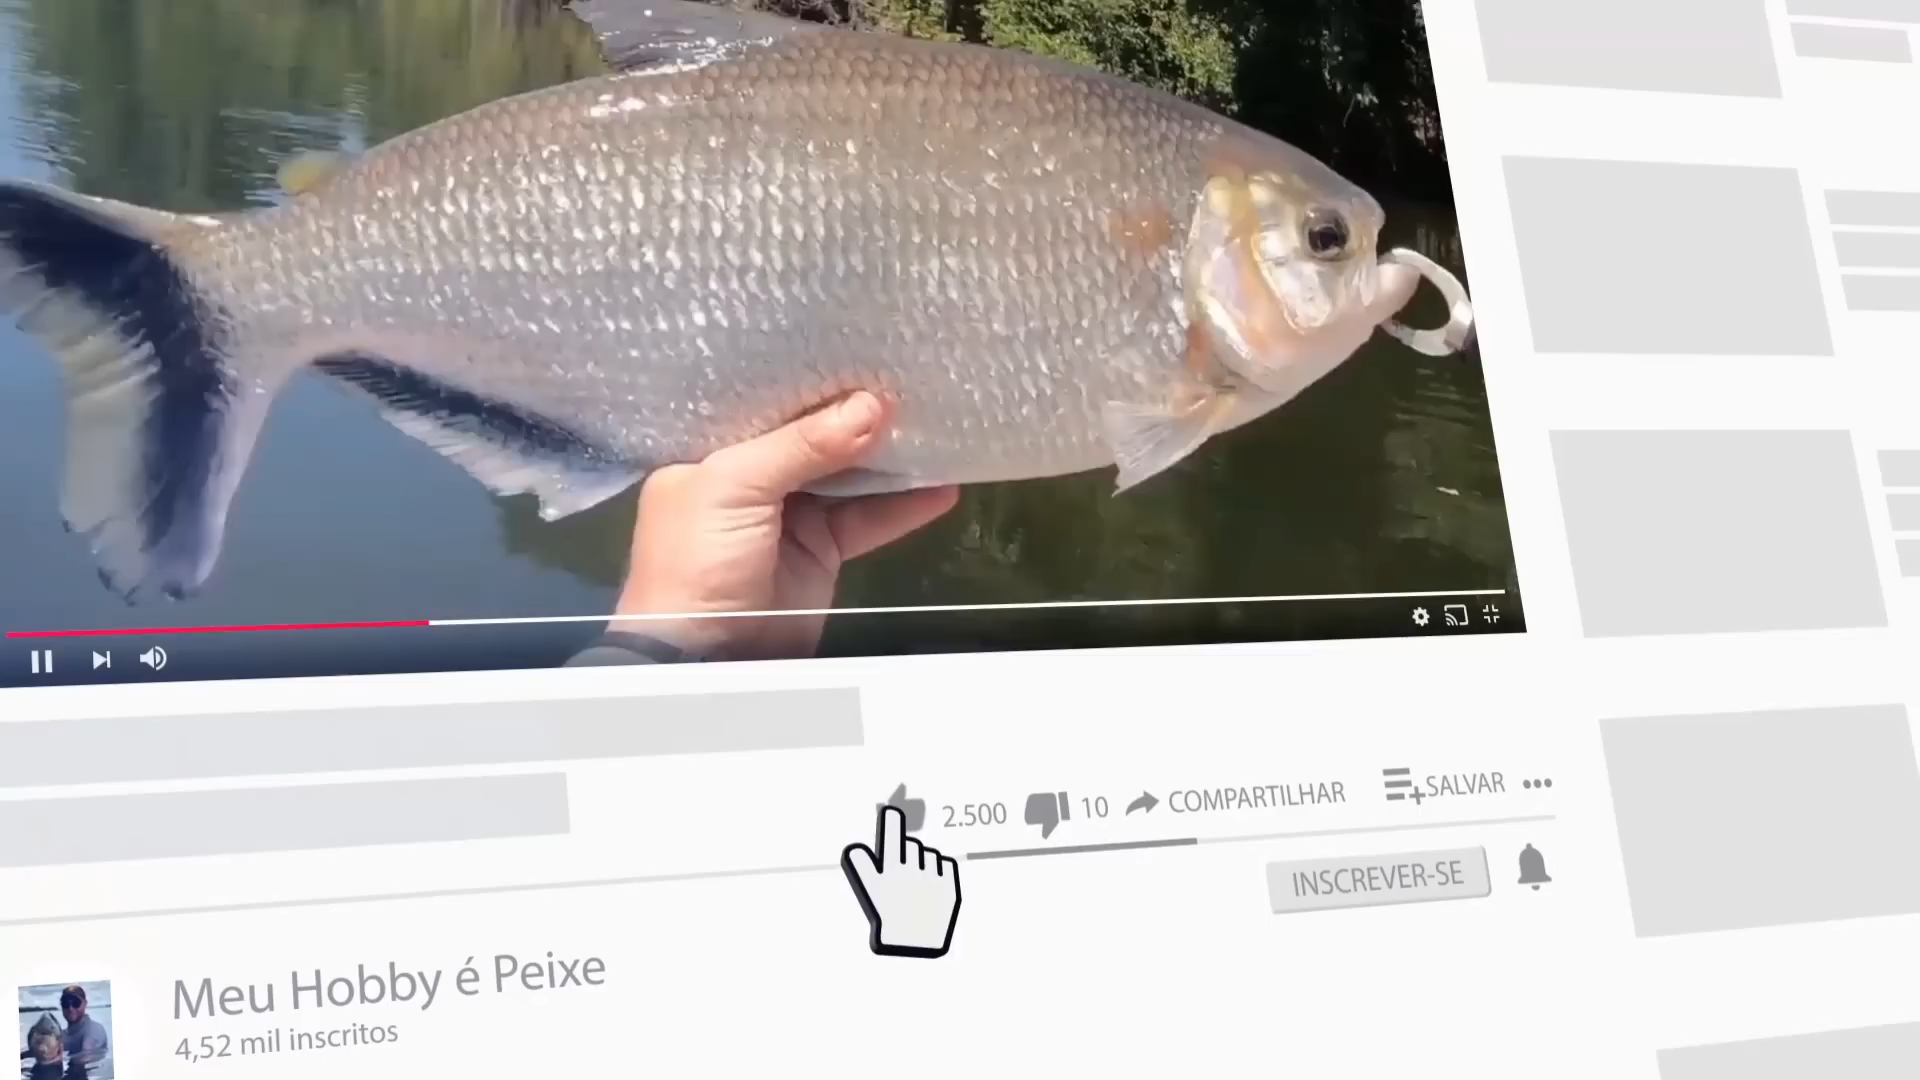 2.500
10
COMPARTILHAR
SALVAR
INSCREVER-SE
Meu Hobby é Peixe
4,52 mil inscritos